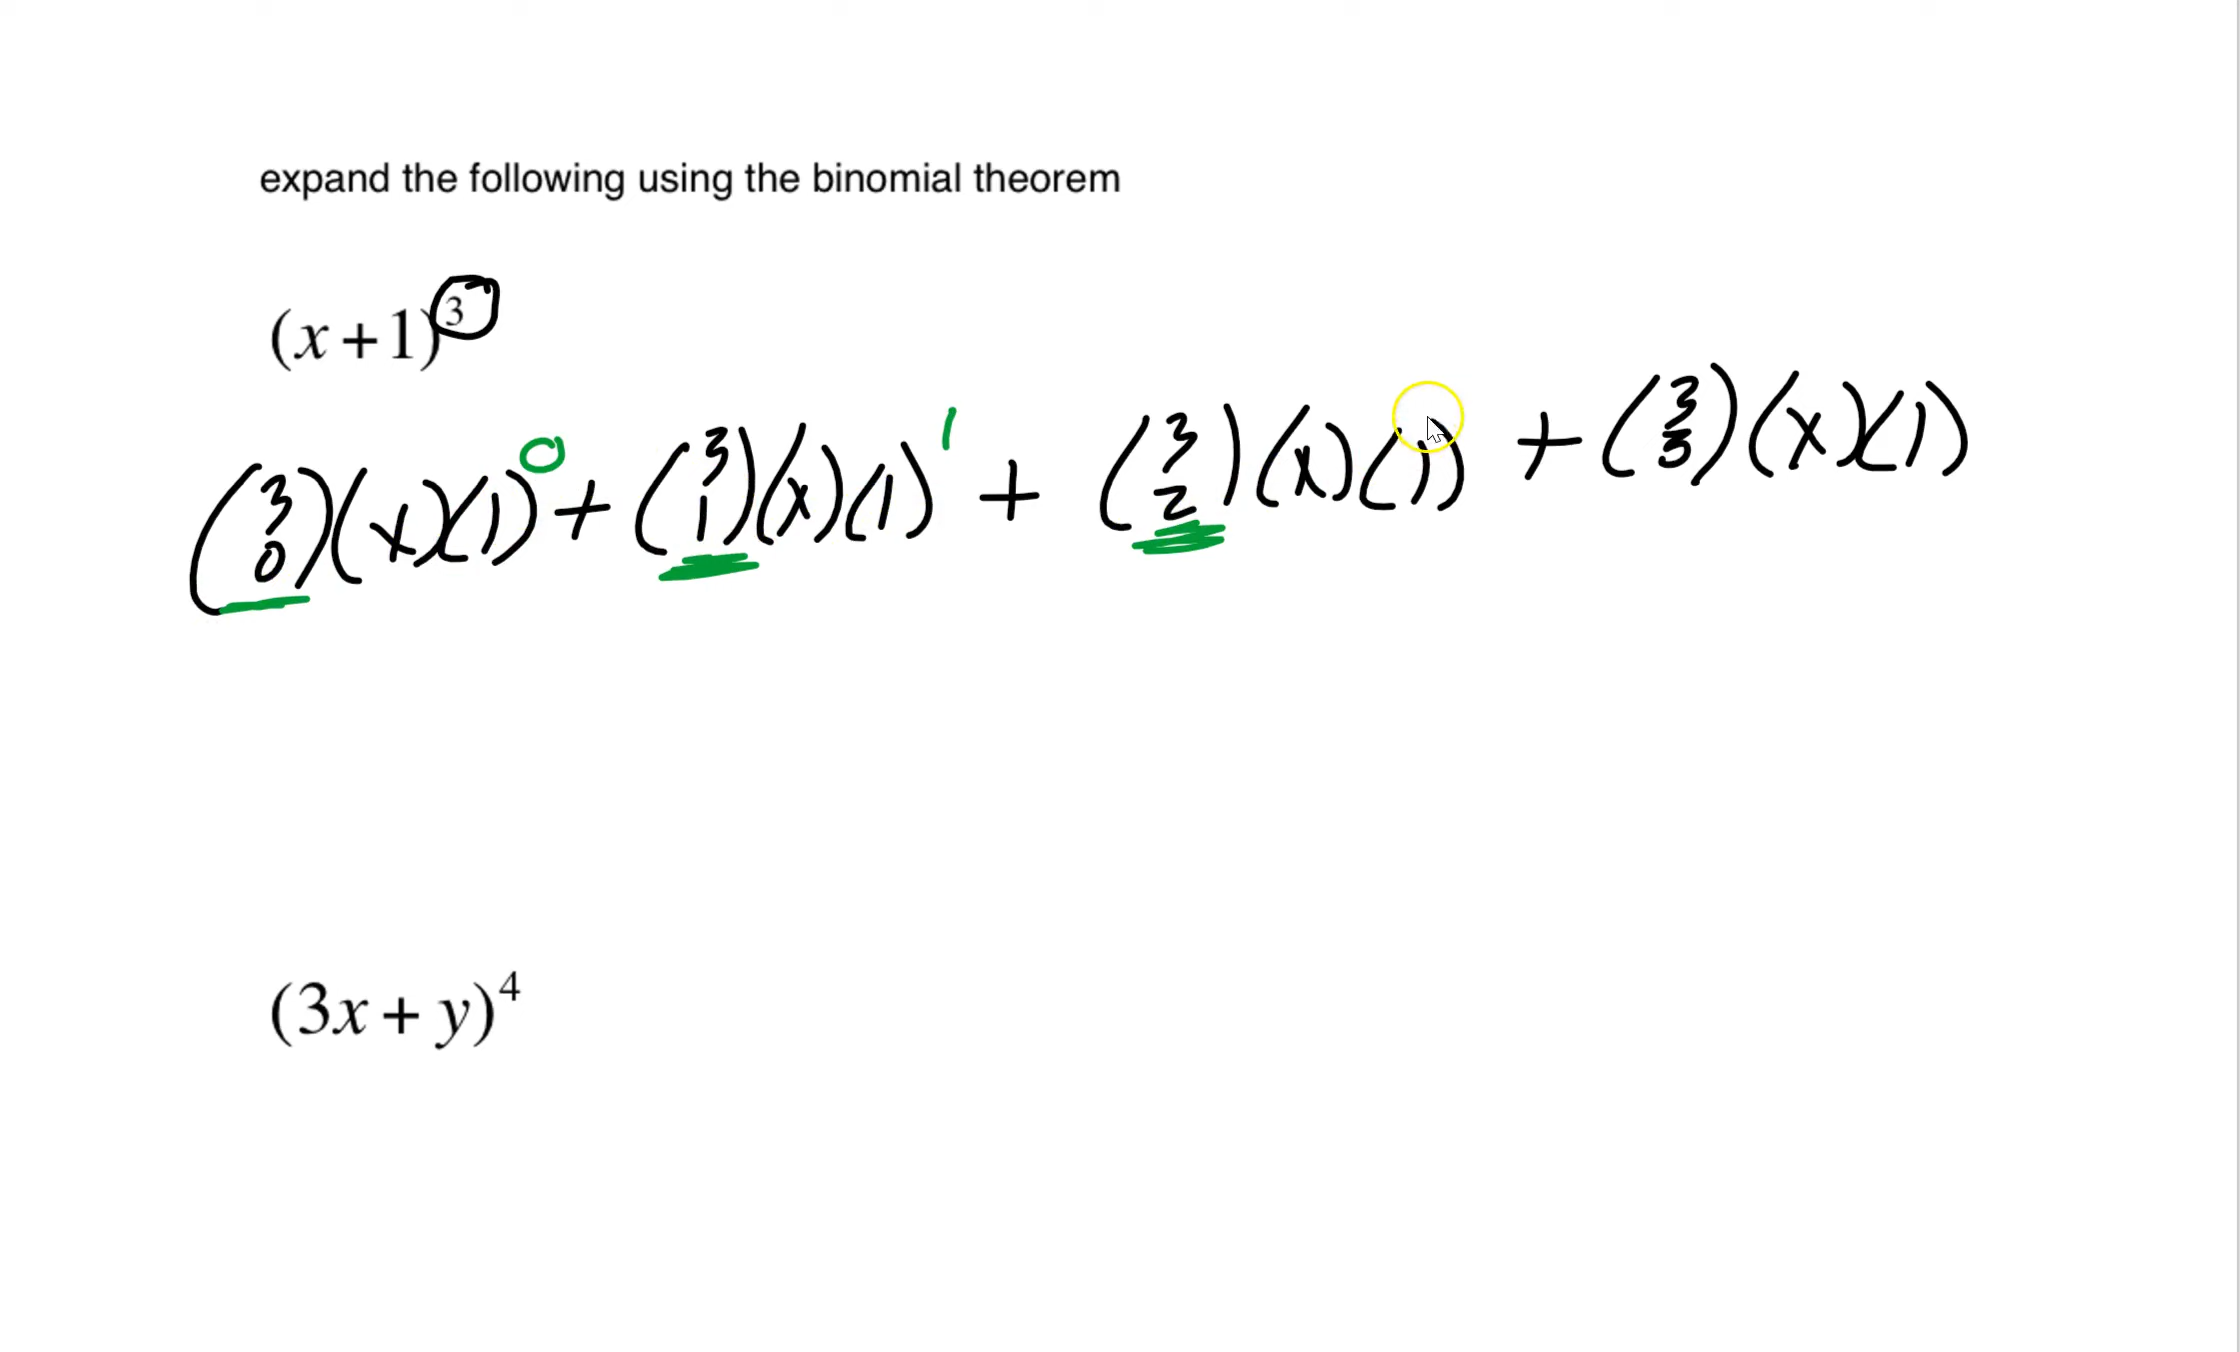 expand the following using the binomial theorem
(x+1)³
(3 0)(x)(1)⁰ + (3 1)(x)(1)¹ + (3 2)(x)(1) + (3 3)(x)(1)
(3x + y)⁴